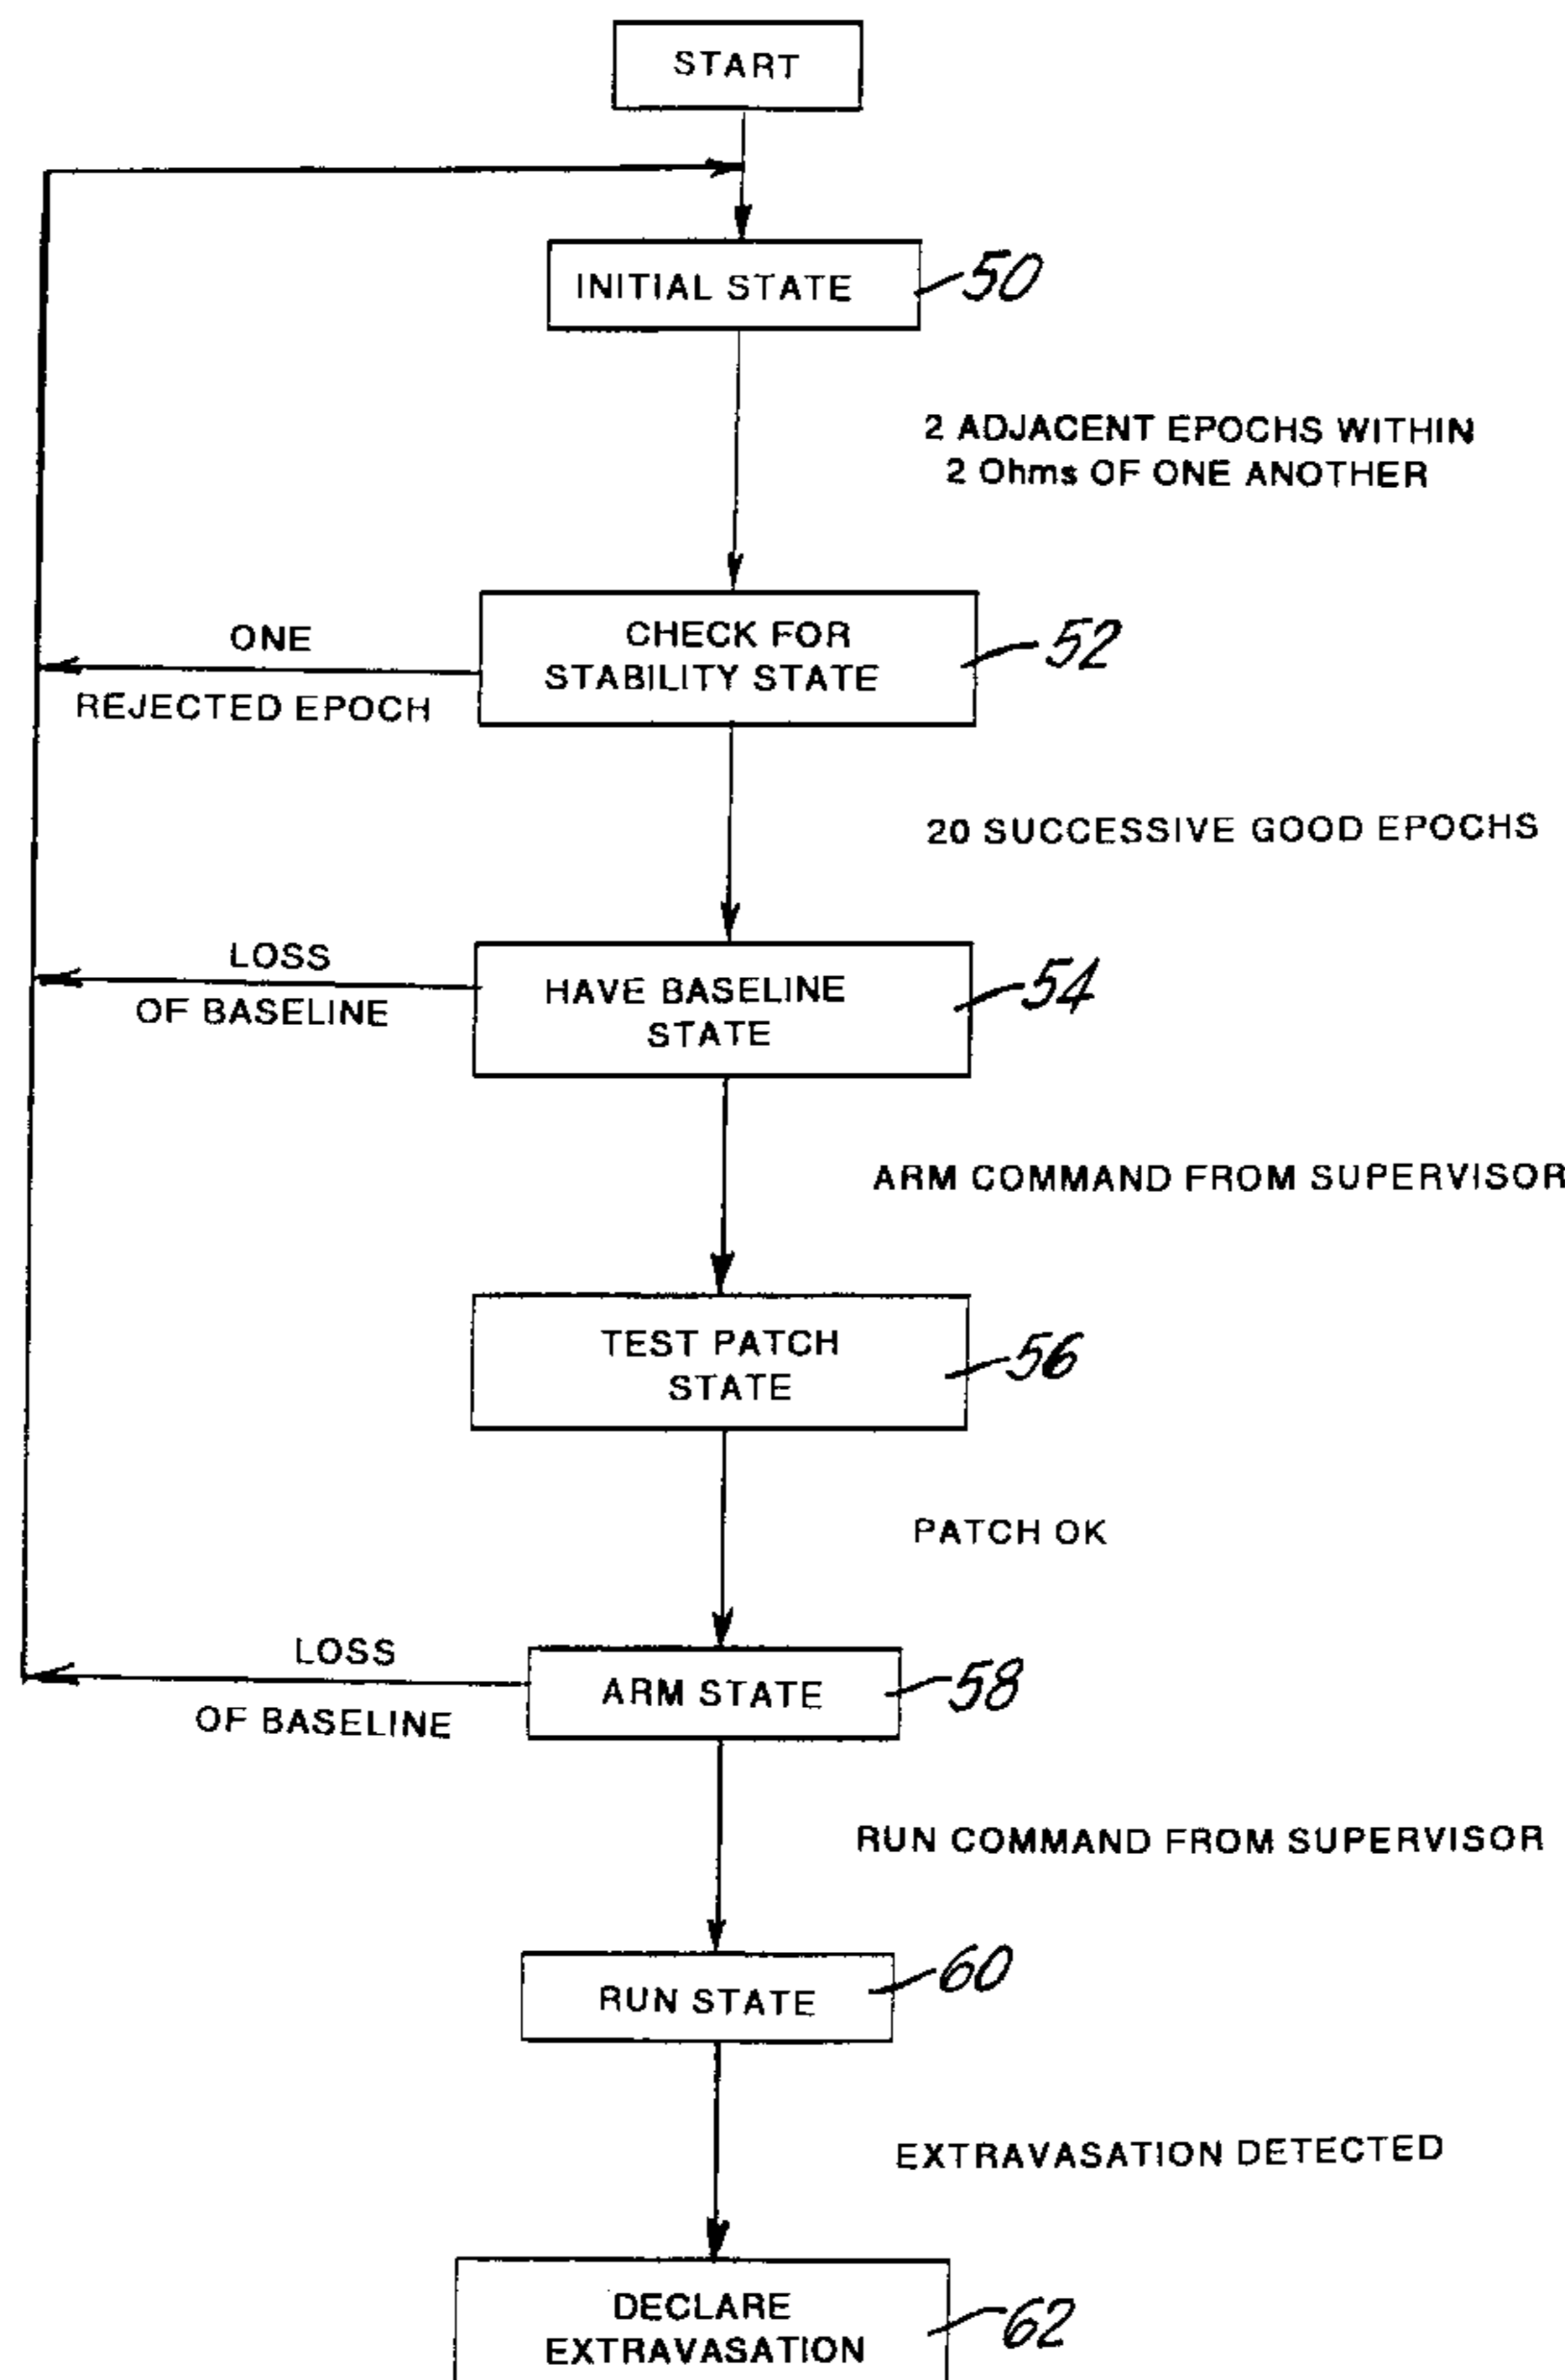 START
INITIAL STATE
50
2 ADJACENT EPOCHS WITHIN
2 Ohms OF ONE ANOTHER
CHECK FOR
STABILITY STATE
52
ONE
REJECTED EPOCH
20 SUCCESSIVE GOOD EPOCHS
HAVE BASELINE
STATE
54
LOSS
OF BASELINE
ARM COMMAND FROM SUPERVISOR
TEST PATCH
STATE
56
PATCH OK
ARM STATE
58
LOSS
OF BASELINE
RUN COMMAND FROM SUPERVISOR
RUN STATE
60
EXTRAVASATION DETECTED
DECLARE
EXTRAVASATION
62